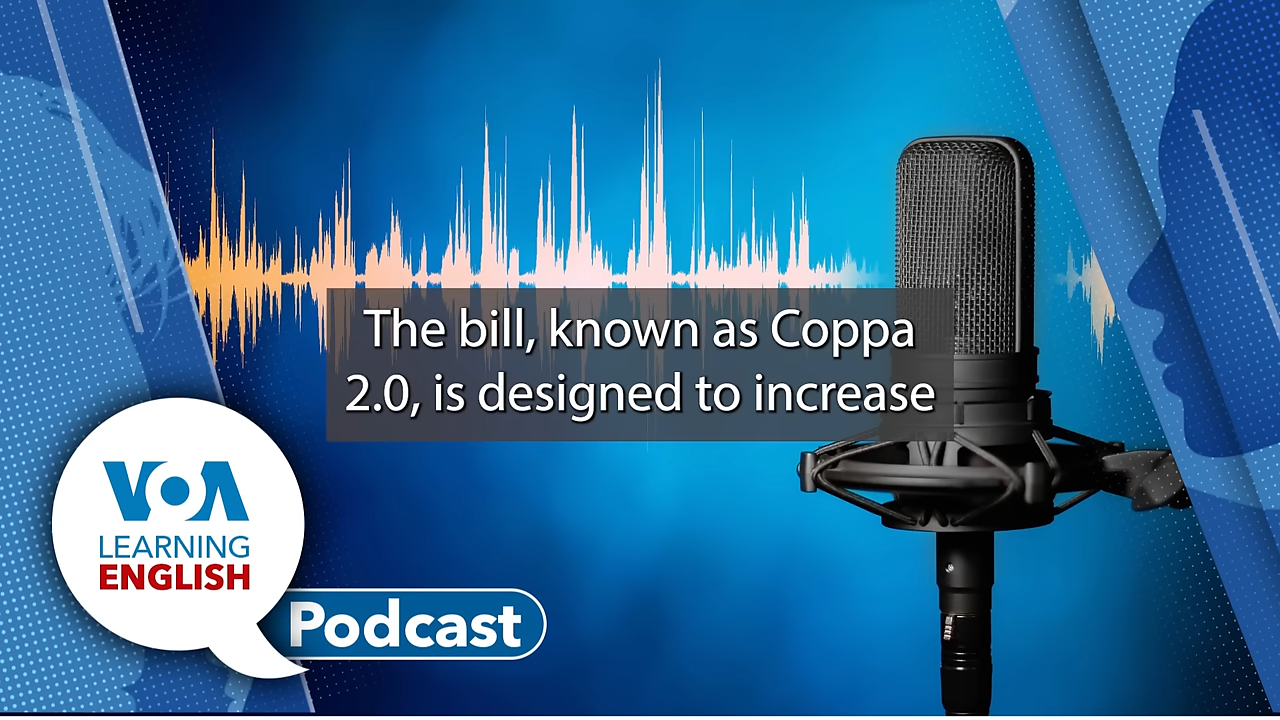 The bill, known as Coppa
2.0, is designed to increase
VOA
LEARNING
ENGLISH
Podcast